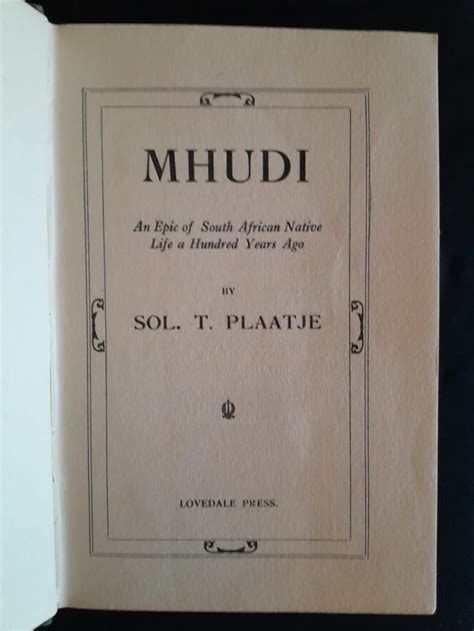 MHUDI
An Epic of South African Native
Life a Hundred Years Ago
BY
SOL. T. PLAATJE
LOVEDALE PRESS.